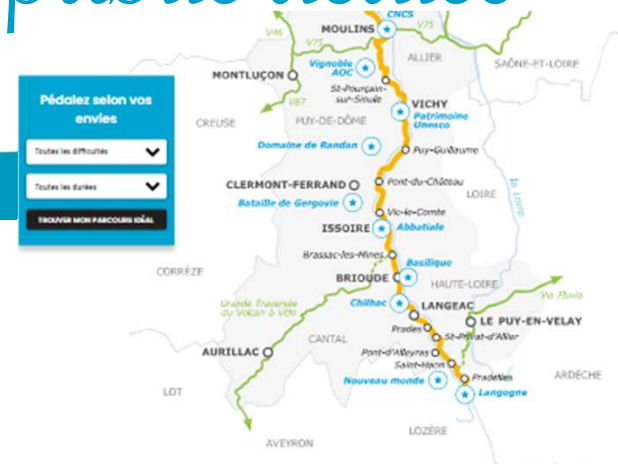 CNCS
MOULINS
V75
V46
V75
ALLIER
SAÔNE-ET-LOIRE
Vignoble
AOC
MONTLUÇON
St-Pourçain-
sur-Sioule
Pédalez selon vos
envies
V87
VICHY
Patrimoine
Unesco
CREUSE
PUY-DE-DÔME
Domaine de Randan
Puy-Guillaume
Toutes les difficultés
Toutes les durées
TROUVER MON PARCOURS IDÉAL
CLERMONT-FERRAND
Pont-du-Château
LOIRE
la Loire
Bataille de Gergovie
Vic-le-Comte
ISSOIRE
Abbatiale
Brassac-les-Mines
Basilique
CORRÈZE
BRIOUDE
HAUTE-LOIRE
Via Fluvia
Grande Traversée
du Volcan à Vélo
Chilhac
LANGEAC
LE PUY-EN-VELAY
Prades
St-Privat-d'Allier
CANTAL
AURILLAC
Pont-d'Alleyras
Saint-Haon
Nouveau monde
Pradelles
ARDÈCHE
LOT
Langogne
LOZÈRE
AVEYRON